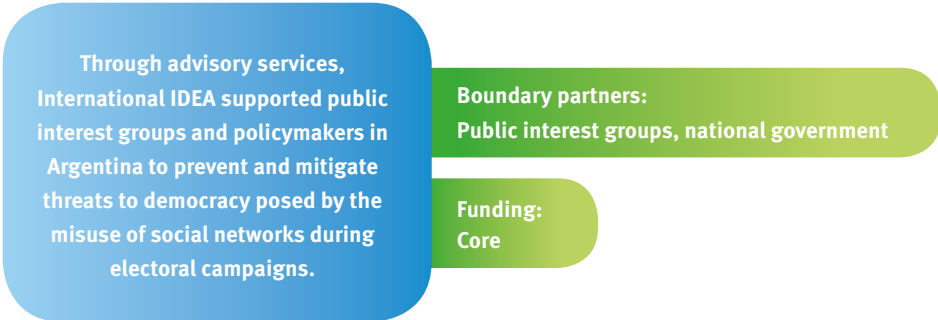 Through advisory services,
International IDEA supported public
interest groups and policymakers in
Argentina to prevent and mitigate
threats to democracy posed by the
misuse of social networks during
electoral campaigns.
Boundary partners:
Public interest groups, national government
Funding:
Core